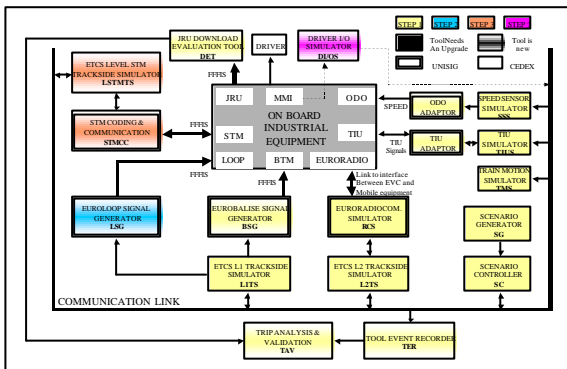 JRU DOWNLOAD
EVALUATION TOOL
DET
DRIVER
DRIVER I/O
SIMULATOR
DI/OS
STEP 1
STEP 2
STEP 3
STEP 4
ToolNeeds
An Upgrade
Tool is
new
UNISIG
CEDEX
ETCS LEVEL STM
TRACKSIDE SIMULATOR
LSTMTS
FFFIS
JRU
MMI
ODO
ON BOARD
INDUSTRIAL
EQUIPMENT
STM
TIU
LOOP
BTM
EURORADIO
SPEED
ODO
ADAPTOR
SPEED SENSOR
SIMULATOR
SSS
STM CODING &
COMMUNICATION
STMCC
FFFIS
TIU
Signals
TIU
ADAPTOR
TIU
SIMULATOR
TIUS
FFFIS
FFFIS
Link to interface
Between EVC and
Mobile equipment
TRAIN MOTION
SIMULATOR
TMS
EUROLOOP SIGNAL
GENERATOR
LSG
EUROBALISE SIGNAL
GENERATOR
BSG
EURORADIOCOM.
SIMULATOR
RCS
SCENARIO
GENERATOR
SG
ETCS L1 TRACKSIDE
SIMULATOR
L1TS
ETCS L2 TRACKSIDE
SIMULATOR
L2TS
SCENARIO
CONTROLLER
SC
COMMUNICATION LINK
TRIP ANALYSIS &
VALIDATION
TAV
TOOL EVENT RECORDER
TER